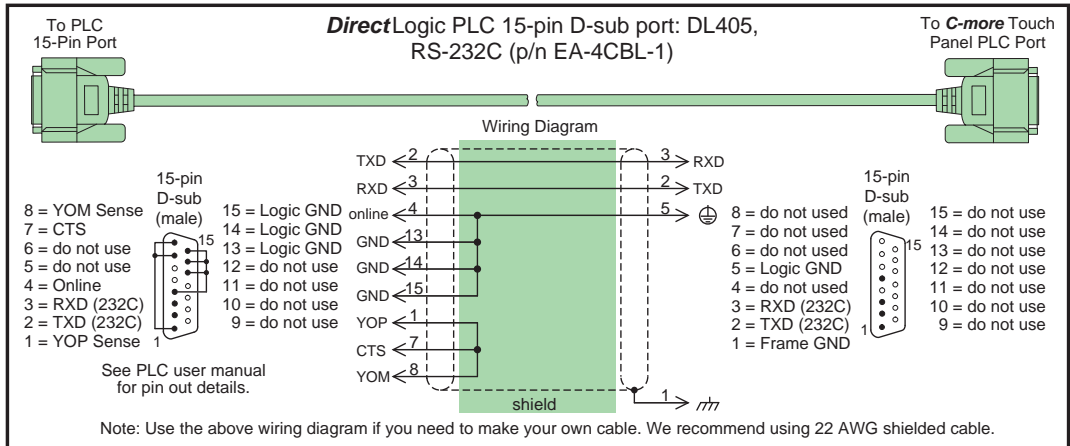 To PLC
15-Pin Port
DirectLogic PLC 15-pin D-sub port: DL405,
RS-232C (p/n EA-4CBL-1)
To C-more Touch
Panel PLC Port
Wiring Diagram
TXD 2 3 RXD
RXD 3 2 TXD
online 4 5
GND 13
GND 14
GND 15
YOP 1
CTS 7
YOM 8
1
shield
15-pin
D-sub
(male)
15
1
8 = YOM Sense
7 = CTS
6 = do not use
5 = do not use
4 = Online
3 = RXD (232C)
2 = TXD (232C)
1 = YOP Sense
15 = Logic GND
14 = Logic GND
13 = Logic GND
12 = do not use
11 = do not use
10 = do not use
9 = do not use
See PLC user manual
for pin out details.
15-pin
D-sub
(male)
15
1
8 = do not used
7 = do not used
6 = do not used
5 = Logic GND
4 = do not used
3 = RXD (232C)
2 = TXD (232C)
1 = Frame GND
15 = do not use
14 = do not use
13 = do not use
12 = do not use
11 = do not use
10 = do not use
9 = do not use
Note: Use the above wiring diagram if you need to make your own cable. We recommend using 22 AWG shielded cable.